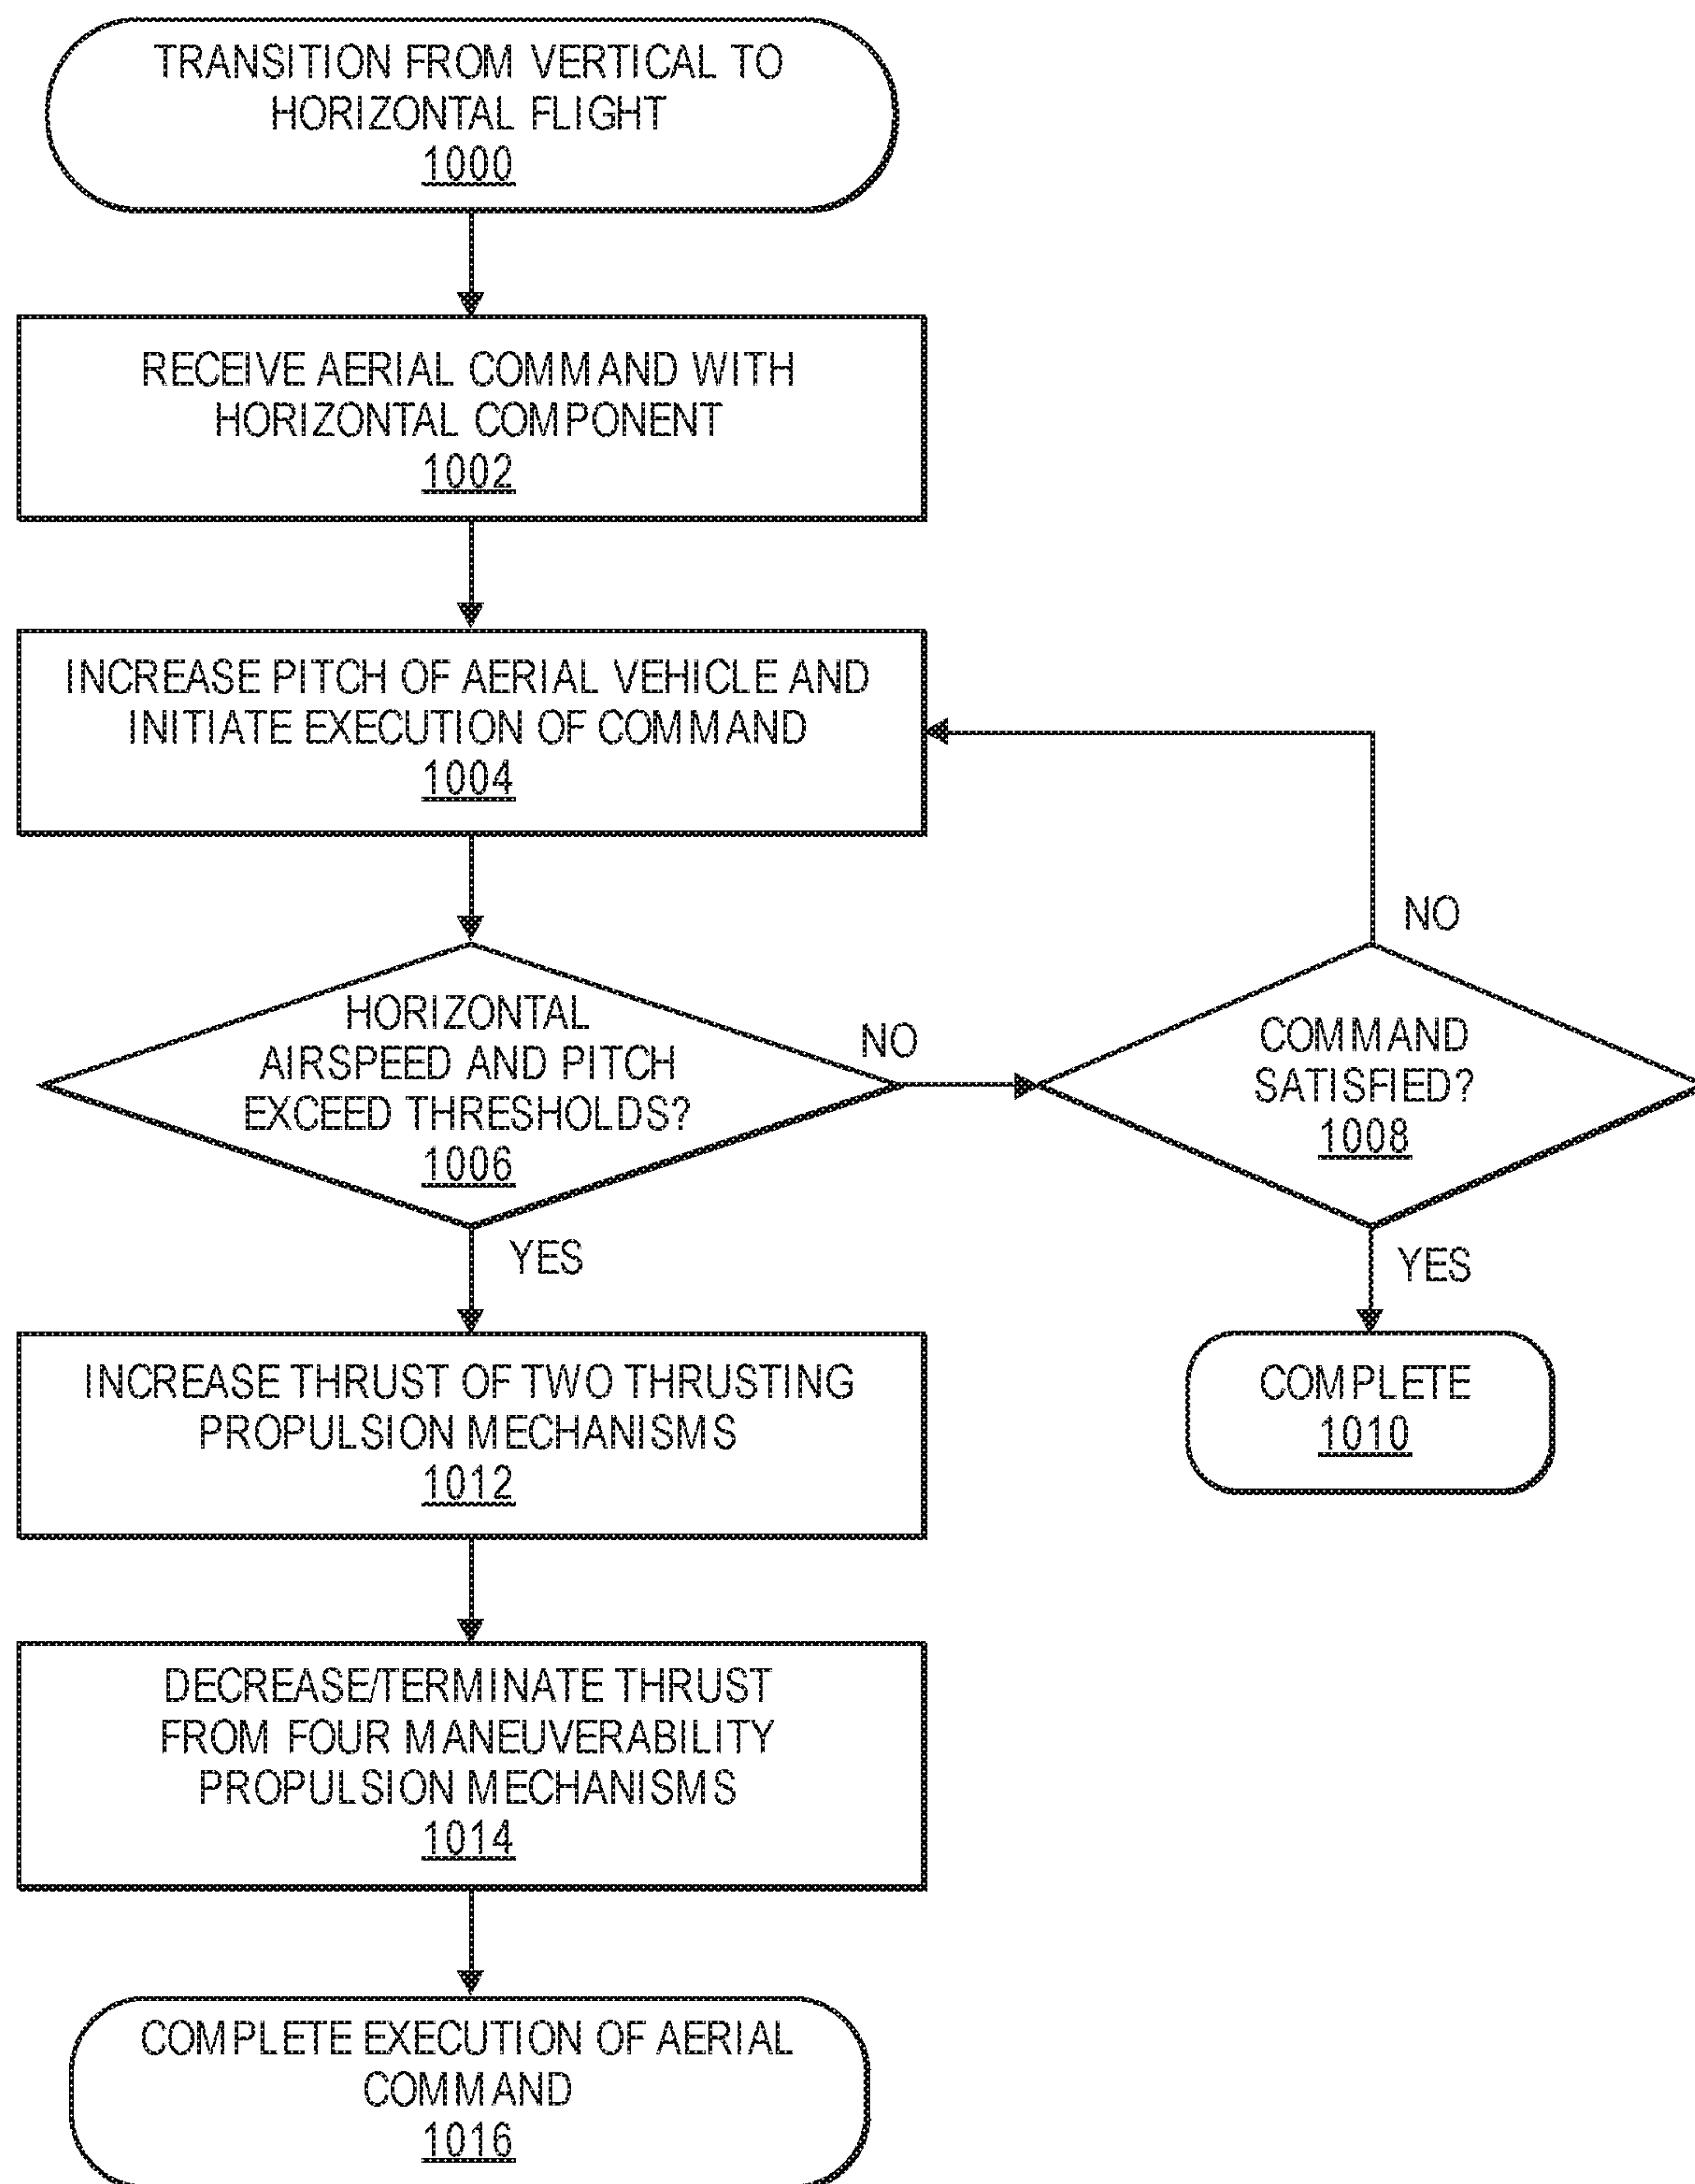 TRANSITION FROM VERTICAL TO
HORIZONTAL FLIGHT
1000
RECEIVE AERIAL COMMAND WITH
HORIZONTAL COMPONENT
1002
INCREASE PITCH OF AERIAL VEHICLE AND
INITIATE EXECUTION OF COMMAND
1004
HORIZONTAL
AIRSPEED AND PITCH
EXCEED THRESHOLDS?
1006
NO
COMMAND
SATISFIED?
1008
NO
YES
YES
INCREASE THRUST OF TWO THRUSTING
PROPULSION MECHANISMS
1012
COMPLETE
1010
DECREASE/TERMINATE THRUST
FROM FOUR MANEUVERABILITY
PROPULSION MECHANISMS
1014
COMPLETE EXECUTION OF AERIAL
COMMAND
1016